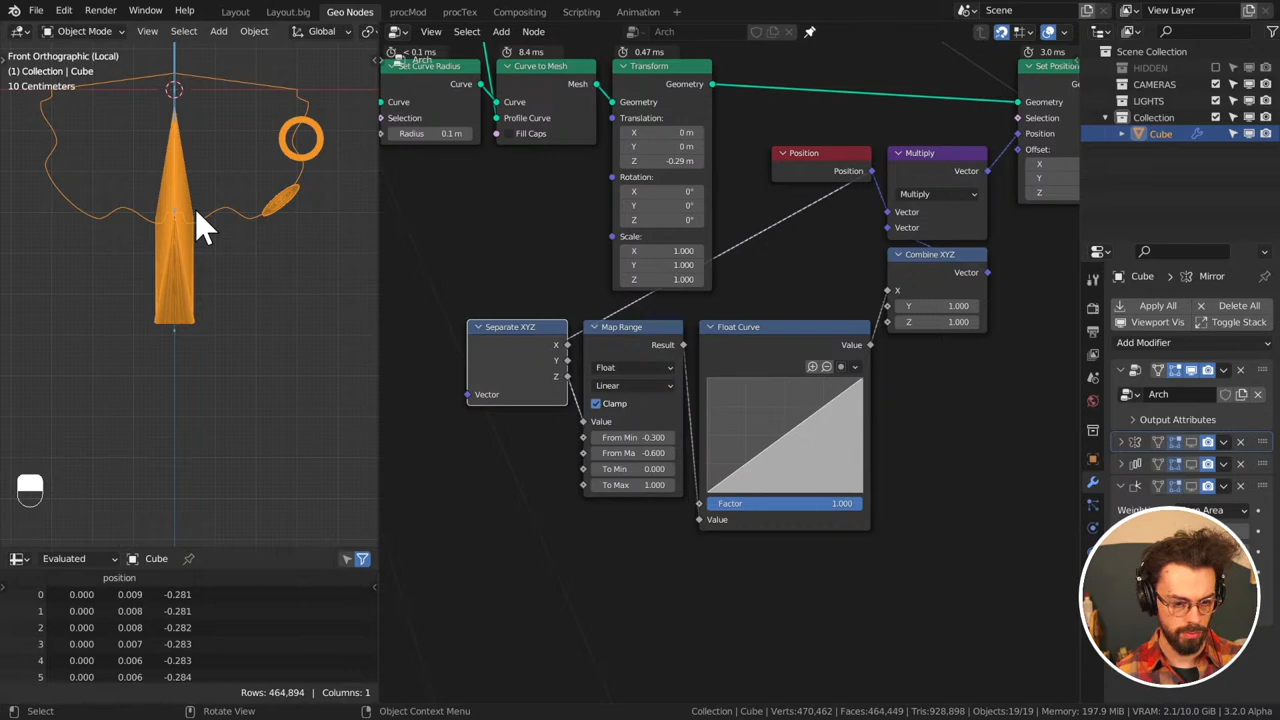 File Edit Render Window Help Layout Layout.big Geo Nodes procMod procTex Compositing Scripting Animation + Scene View Layer
Object Mode View Select Add Object Global
View Select Add Node Arch
Front Orthographic (Local)
(1) Collection | Cube
10 Centimeters
< 0.1 ms
Arch
Set Curve Radius
Curve
Curve
Selection
Radius 0.1 m
8.4 ms
Curve to Mesh
Mesh
Curve
Profile Curve
Fill Caps
0.47 ms
Transform
Geometry
Geometry
Translation:
X 0 m
Y 0 m
Z -0.29 m
Rotation:
X 0°
Y 0°
Z 0°
Scale:
X 1.000
Y 1.000
Z 1.000
Position
Position
Multiply
Vector
Multiply
Vector
Vector
Combine XYZ
Vector
X
Y 1.000
Z 1.000
3.0 ms
Set Position
Geometry
Selection
Position
Offset:
X
Y
Z
Separate XYZ
X
Y
Z
Vector
Map Range
Result
Float
Linear
Clamp
Value
From Min -0.300
From Ma -0.600
To Min 0.000
To Max 1.000
Float Curve
Value
Factor 1.000
Value
Scene Collection
HIDDEN
CAMERAS
LIGHTS
Collection
Cube
Cube Mirror
Apply All Delete All
Viewport Vis Toggle Stack
Add Modifier
Arch
Output Attributes
Evaluated Cube
position
0 0.000 0.009 -0.281
1 0.000 0.008 -0.281
2 0.000 0.008 -0.282
3 0.000 0.007 -0.283
4 0.000 0.006 -0.283
5 0.000 0.006 -0.284
Rows: 464,894 | Columns: 1
Select Rotate View Object Context Menu Collection | Cube | Verts:470,462 | Faces:464,449 | Tris:928,898 | Objects:19/19 | Memory: 197.9 MiB | VRAM: 2.1/10.0 GiB | 3.2.0 Alpha